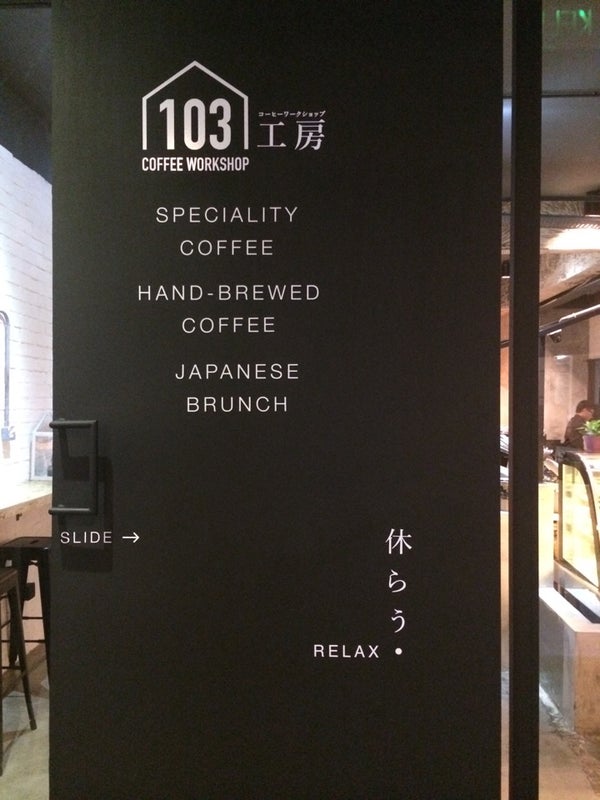 103
コーヒーワークショップ
工房
COFFEE WORKSHOP
SPECIALITY
COFFEE
HAND-BREWED
COFFEE
JAPANESE
BRUNCH
SLIDE →
休らう
RELAX •